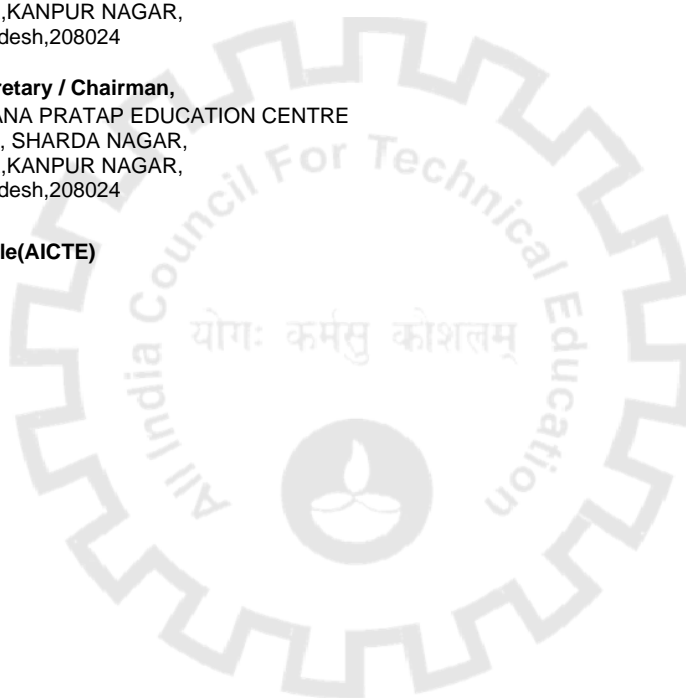 ,KANPUR NAGAR,
desh,208024
retary / Chairman,
ANA PRATAP EDUCATION CENTRE
, SHARDA NAGAR,
,KANPUR NAGAR,
desh,208024
le(AICTE)
All India Council For Technical Education
योगः कर्मसु कौशलम्